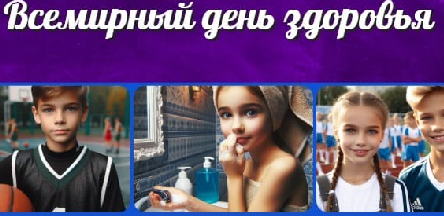 Всемирный день здоровья